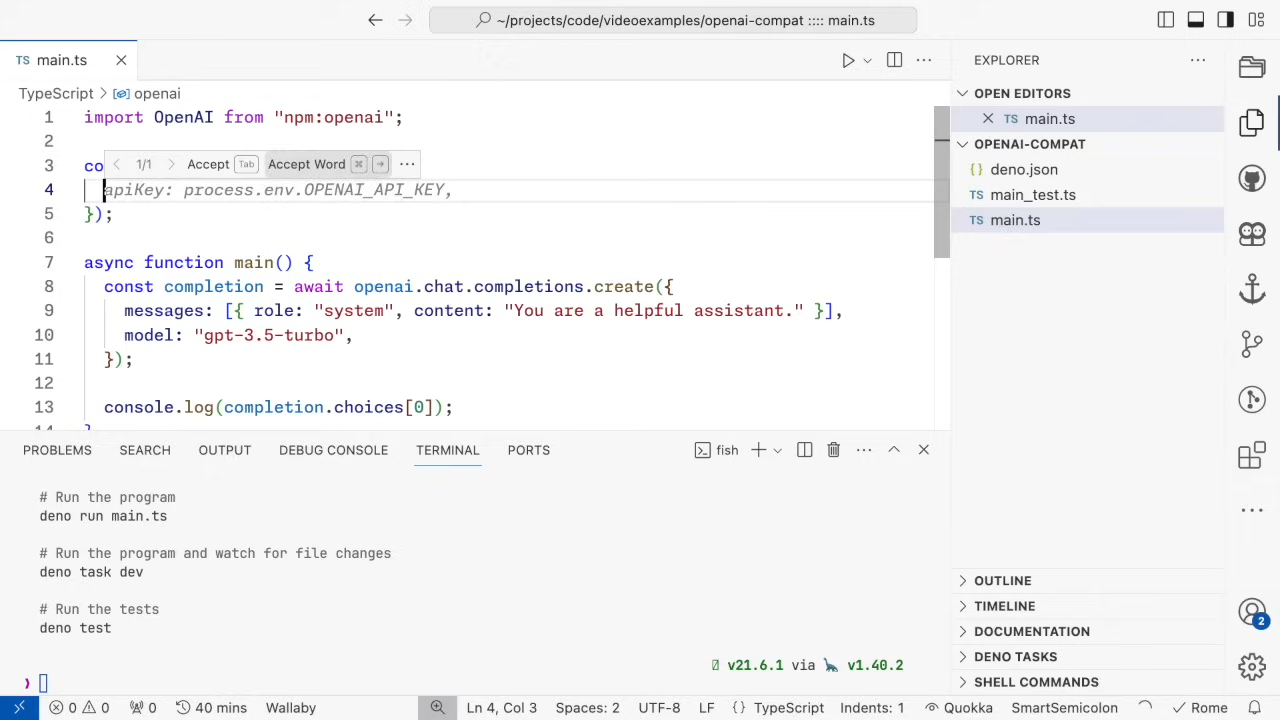 ~/projects/code/videoexamples/openai-compat :::: main.ts
TS main.ts
TypeScript > openai
1 import OpenAI from "npm:openai";
2
3 co
1/1 Accept Tab Accept Word ⌘ → ···
4 apiKey: process.env.OPENAI_API_KEY,
5 });
6
7 async function main() {
8 const completion = await openai.chat.completions.create({
9 messages: [{ role: "system", content: "You are a helpful assistant." }],
10 model: "gpt-3.5-turbo",
11 });
12
13 console.log(completion.choices[0]);
14 }
PROBLEMS SEARCH OUTPUT DEBUG CONSOLE TERMINAL PORTS
fish
# Run the program
deno run main.ts
# Run the program and watch for file changes
deno task dev
# Run the tests
deno test
v21.6.1 via 🦕 v1.40.2
❯
EXPLORER
OPEN EDITORS
TS main.ts
OPENAI-COMPAT
{} deno.json
TS main_test.ts
TS main.ts
OUTLINE
TIMELINE
DOCUMENTATION
DENO TASKS
SHELL COMMANDS
2
0 0 0 40 mins Wallaby Ln 4, Col 3 Spaces: 2 UTF-8 LF {} TypeScript Indents: 1 Quokka SmartSemicolon Rome